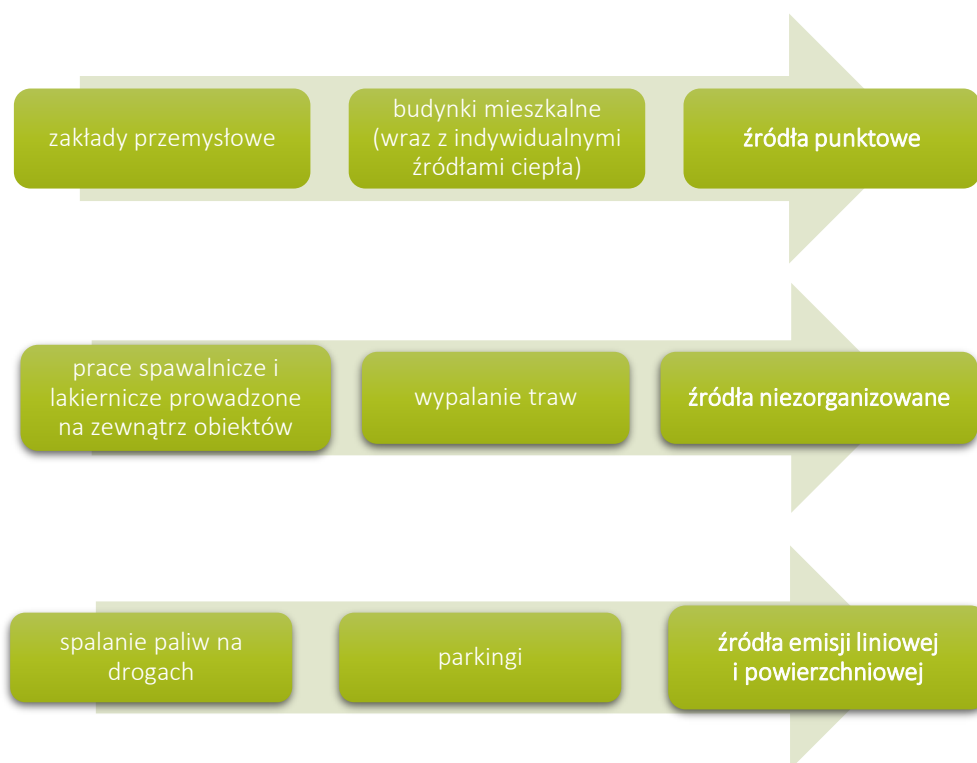 zakłady przemysłowe
budynki mieszkalne
(wraz z indywidualnymi
źródłami ciepła)
źródła punktowe
prace spawalnicze i
lakiernicze prowadzone
na zewnątrz obiektów
wypalanie traw
źródła niezorganizowane
spalanie paliw na
drogach
parkingi
źródła emisji liniowej
i powierzchniowej